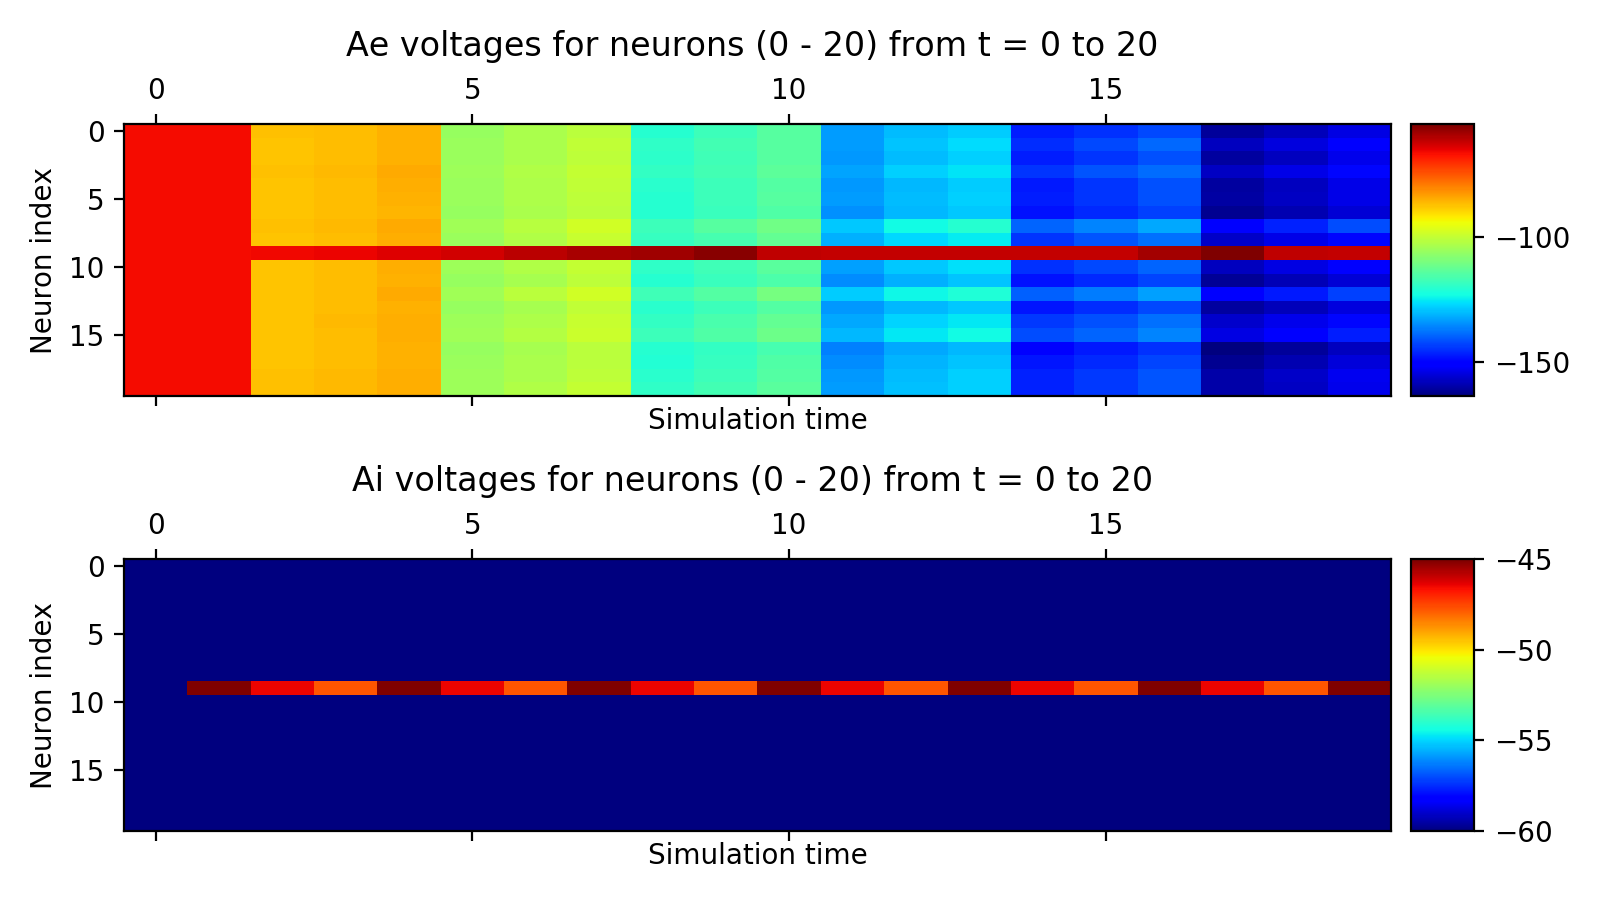 Ae voltages for neurons (0 - 20) from t = 0 to 20
0 5 10 15
Neuron index
0
5
10
15
−100
−150
Simulation time
Ai voltages for neurons (0 - 20) from t = 0 to 20
0 5 10 15
Neuron index
0
5
10
15
−45
−50
−55
−60
Simulation time